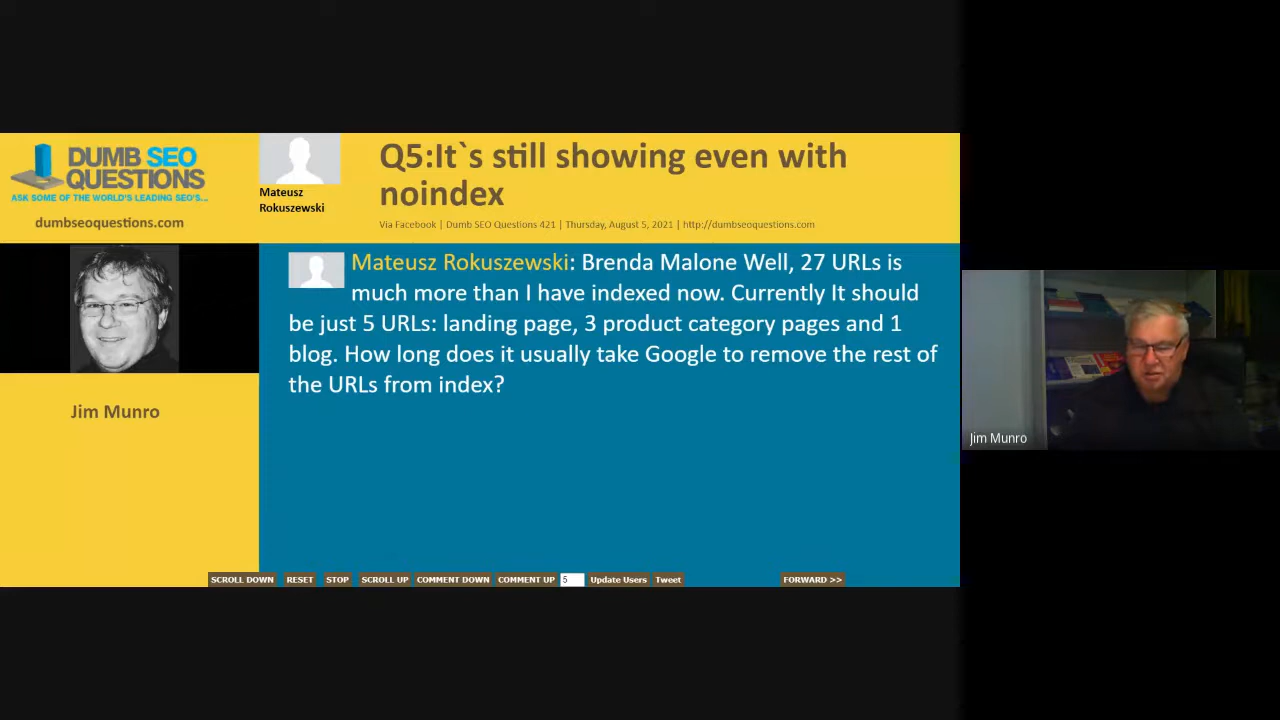 DUMB SEO
QUESTIONS
ASK SOME OF THE WORLD'S LEADING SEO'S...
dumbseoquestions.com
Mateusz
Rokuszewski
Q5:It`s still showing even with
noindex
Via Facebook | Dumb SEO Questions 421 | Thursday, August 5, 2021 | http://dumbseoquestions.com
Jim Munro
Mateusz Rokuszewski: Brenda Malone Well, 27 URLs is
much more than I have indexed now. Currently It should
be just 5 URLs: landing page, 3 product category pages and 1
blog. How long does it usually take Google to remove the rest of
the URLs from index?
Jim Munro
SCROLL DOWN RESET STOP SCROLL UP COMMENT DOWN COMMENT UP 5 Update Users Tweet FORWARD >>